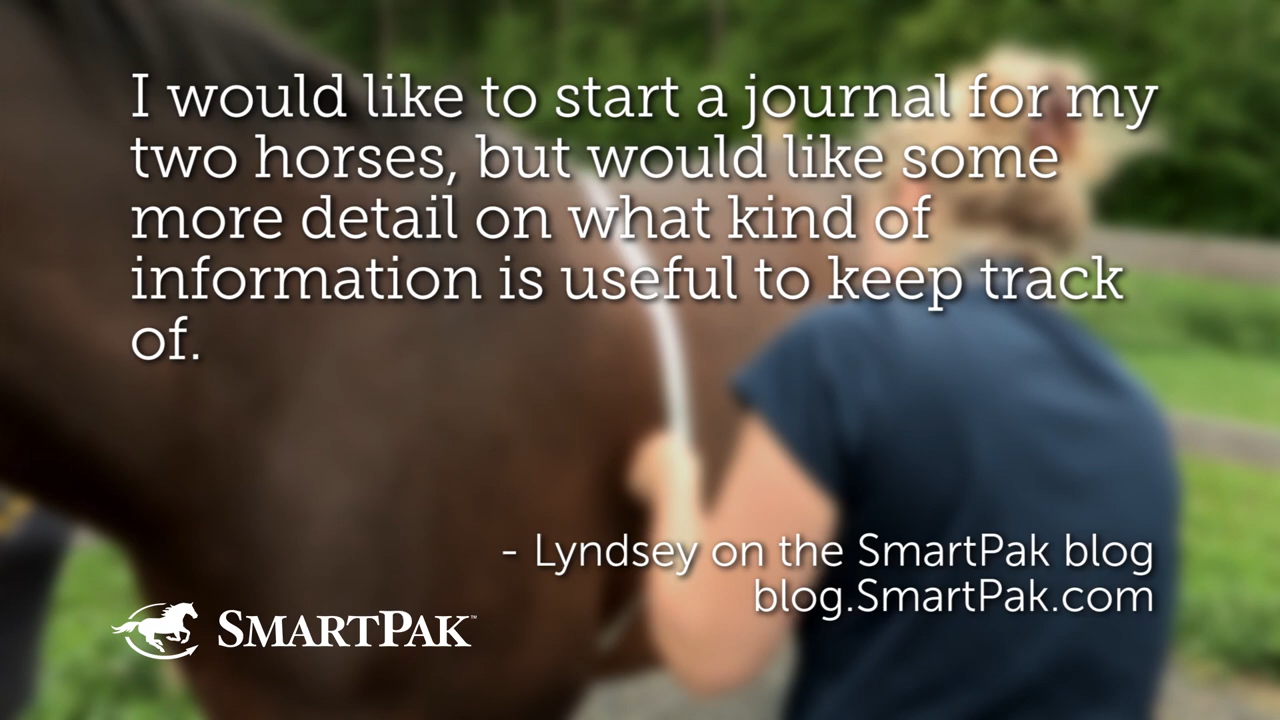 I would like to start a journal for my
two horses, but would like some
more detail on what kind of
information is useful to keep track
of.
- Lyndsey on the SmartPak blog
blog.SmartPak.com
SMARTPAK™